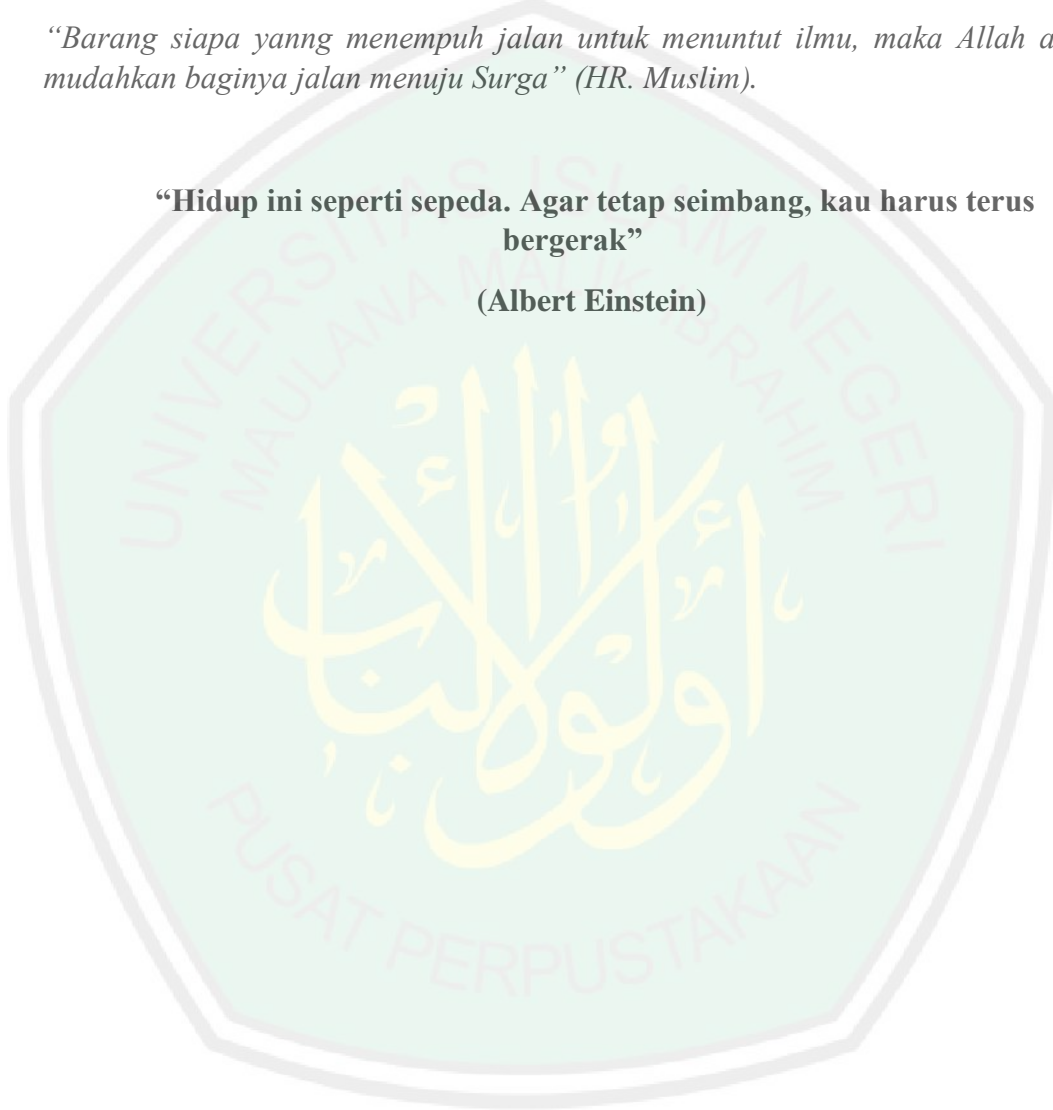 “Barang siapa yanng menempuh jalan untuk menuntut ilmu, maka Allah
mudahkan baginya jalan menuju Surga” (HR. Muslim).
“Hidup ini seperti sepeda. Agar tetap seimbang, kau harus terus
bergerak”
(Albert Einstein)
UNIVERSITAS ISLAM NEGERI
MAULANA MALIK IBRAHIM
أولوا الألباب
PUSAT PERPUSTAKAAN